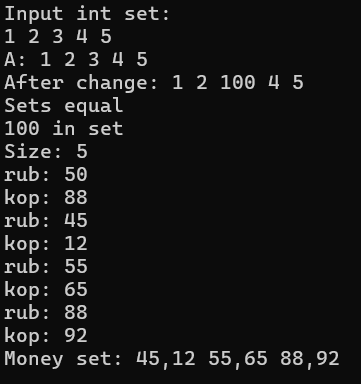 Input int set:
1 2 3 4 5
A: 1 2 3 4 5
After change: 1 2 100 4 5
Sets equal
100 in set
Size: 5
rub: 50
kop: 88
rub: 45
kop: 12
rub: 55
kop: 65
rub: 88
kop: 92
Money set: 45,12 55,65 88,92